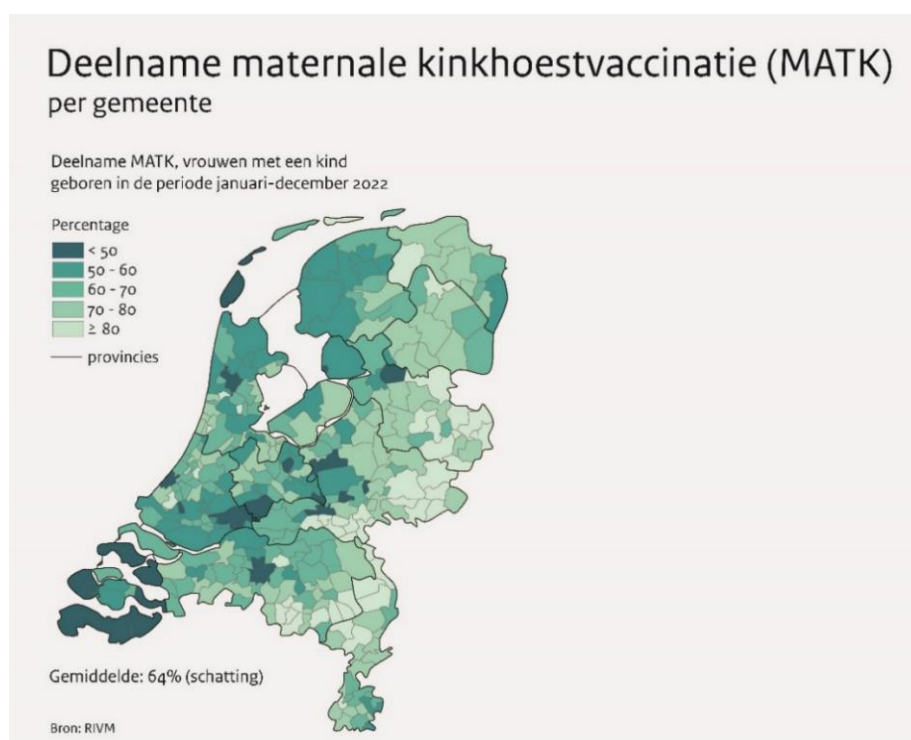 Deelname maternale kinkhoestvaccinatie (MATK)
per gemeente
Deelname MATK, vrouwen met een kind
geboren in de periode januari-december 2022
Percentage
< 50
50 - 60
60 - 70
70 - 80
≥ 80
provincies
Gemiddelde: 64% (schatting)
Bron: RIVM